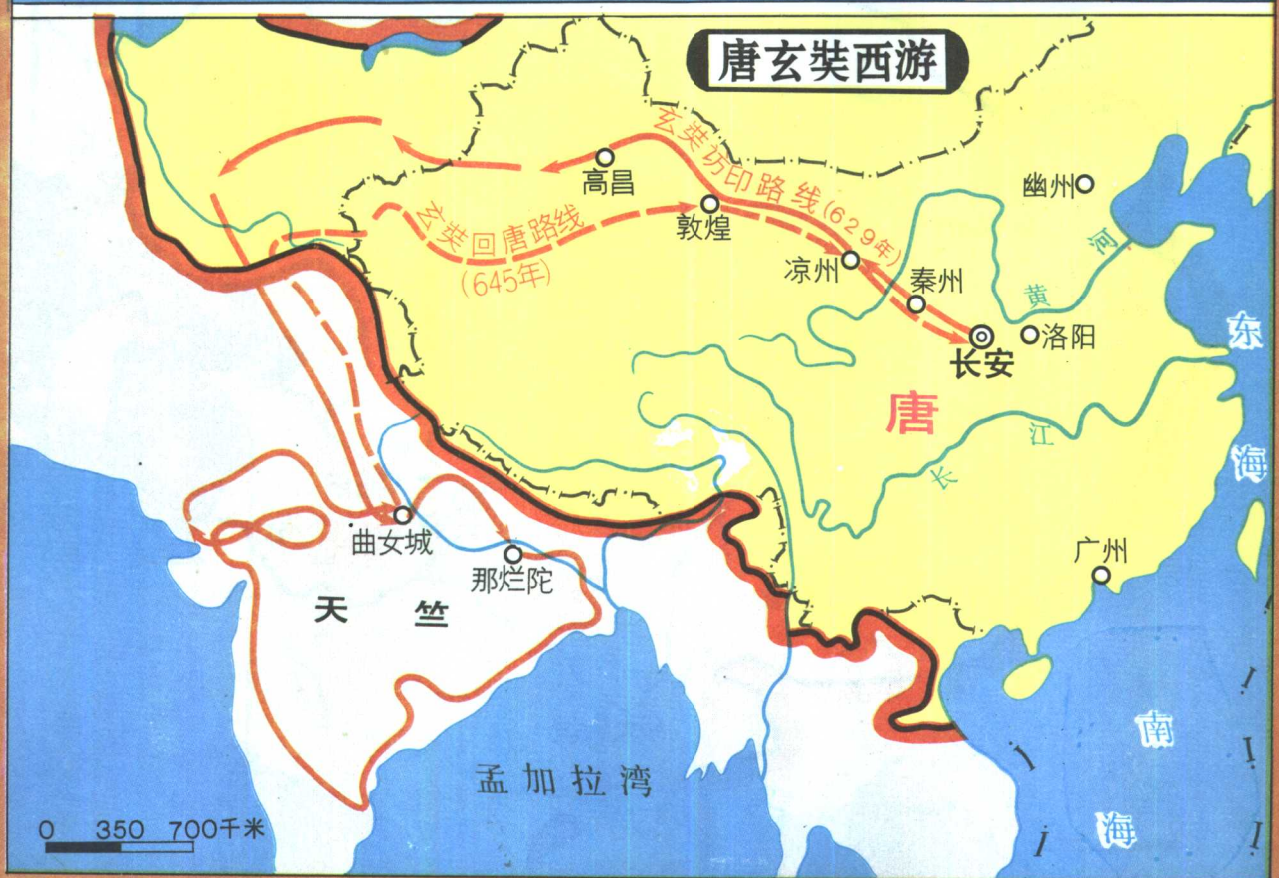 唐玄奘西游
玄奘访印路线(629年)
高昌
幽州
玄奘回唐路线
(645年)
敦煌
凉州
秦州
黄河
长安
洛阳
唐
东海
长江
曲女城
那烂陀
天竺
广州
孟加拉湾
南海
0 350 700千米